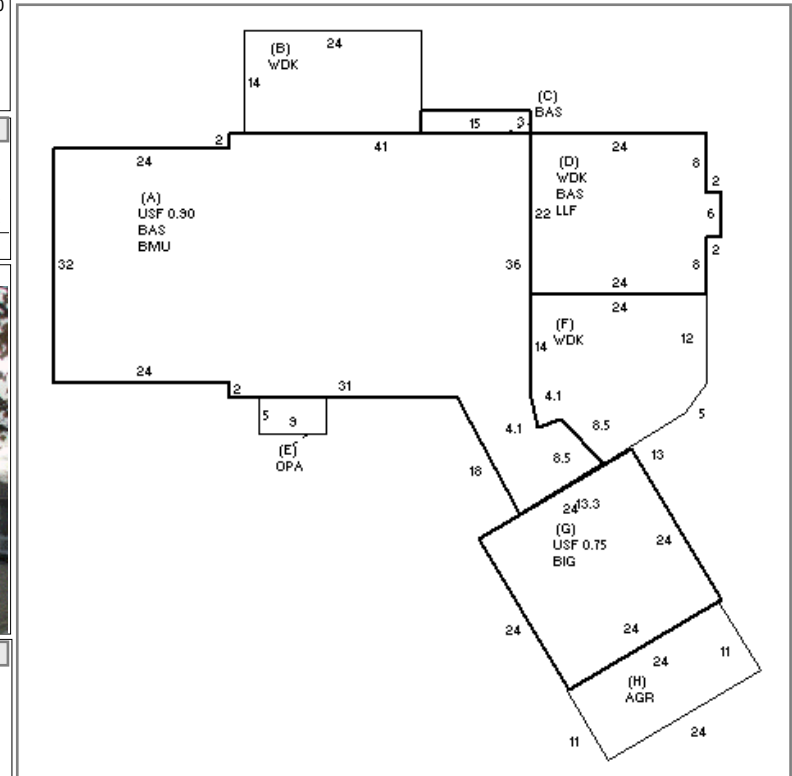 (B)
WDK
24
14
(C)
BAS
15
3
2
24
41
24
8
2
(A)
USF 0.90
BAS
BMU
(D)
WDK
BAS
LLF
22
6
2
32
36
8
24
24
(F)
WDK
14
12
24
2
31
4.1
5
5
9
4.1
8.5
(E)
OPA
18
8.5
13
24
13.3
(G)
USF 0.75
BIG
24
24
24
24
11
(H)
AGR
11
24